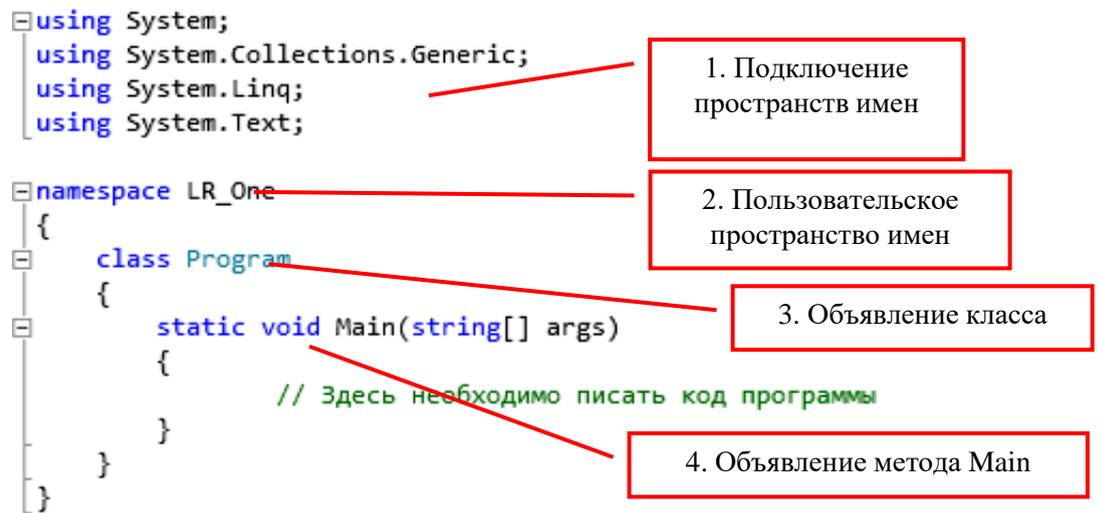 using System;
using System.Collections.Generic;
using System.Linq;
using System.Text;
1. Подключение
пространств имен
namespace LR_One
2. Пользовательское
пространство имен
{
class Program
{
3. Объявление класса
static void Main(string[] args)
{
// Здесь необходимо писать код программы
}
4. Объявление метода Main
}
}